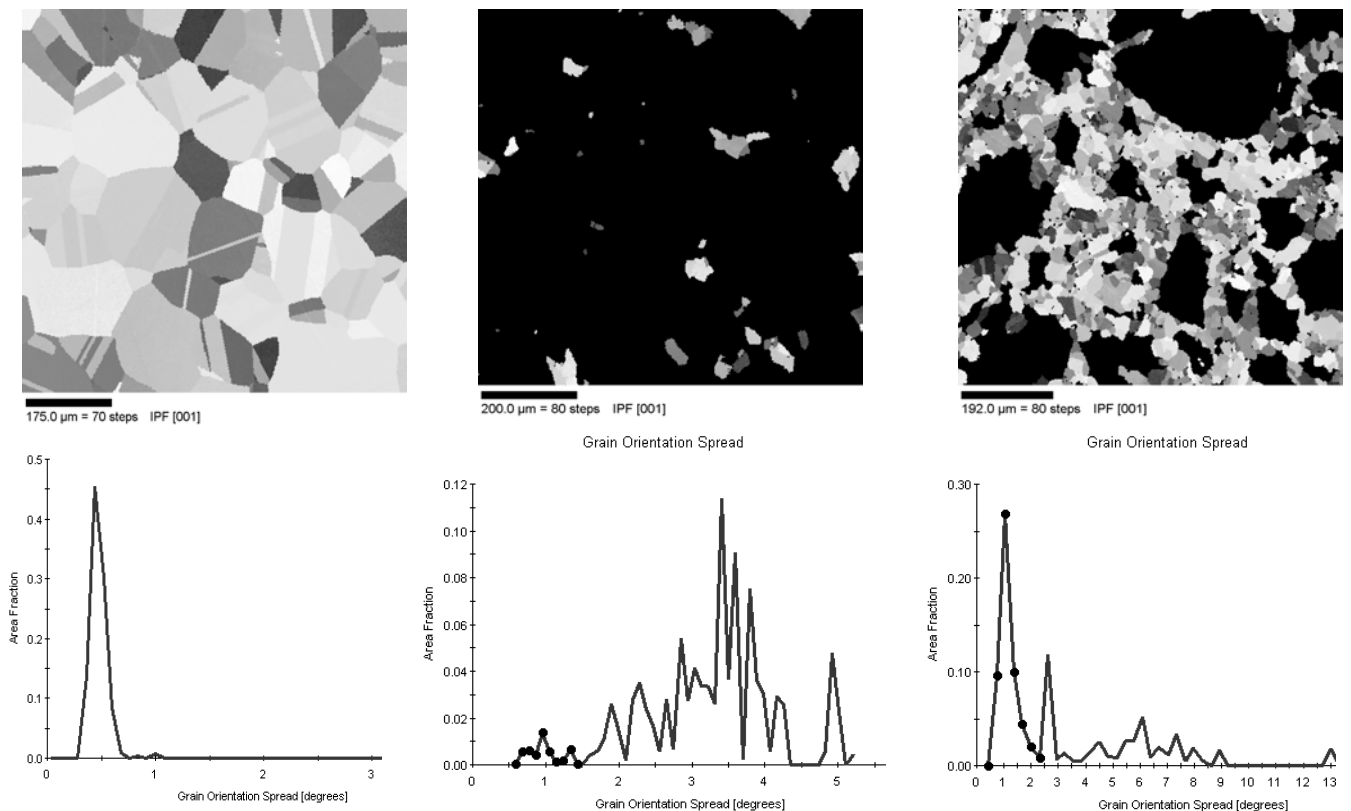 175.0 µm = 70 steps IPF [001]
200.0 µm = 80 steps IPF [001]
192.0 µm = 80 steps IPF [001]
Grain Orientation Spread
Grain Orientation Spread
0.5
0.4
0.3
0.2
0.1
0.0
Area Fraction
0 1 2 3
Grain Orientation Spread [degrees]
0.12
0.10
0.08
0.06
0.04
0.02
0.00
Area Fraction
0 1 2 3 4 5
Grain Orientation Spread [degrees]
0.30
0.20
0.10
0.00
Area Fraction
0 1 2 3 4 5 6 7 8 9 10 11 12 13
Grain Orientation Spread [degrees]